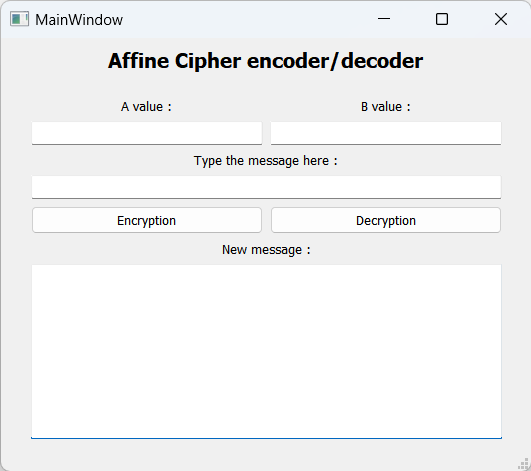 MainWindow
Affine Cipher encoder/decoder
A value : B value :
Type the message here :
Encryption Decryption
New message :